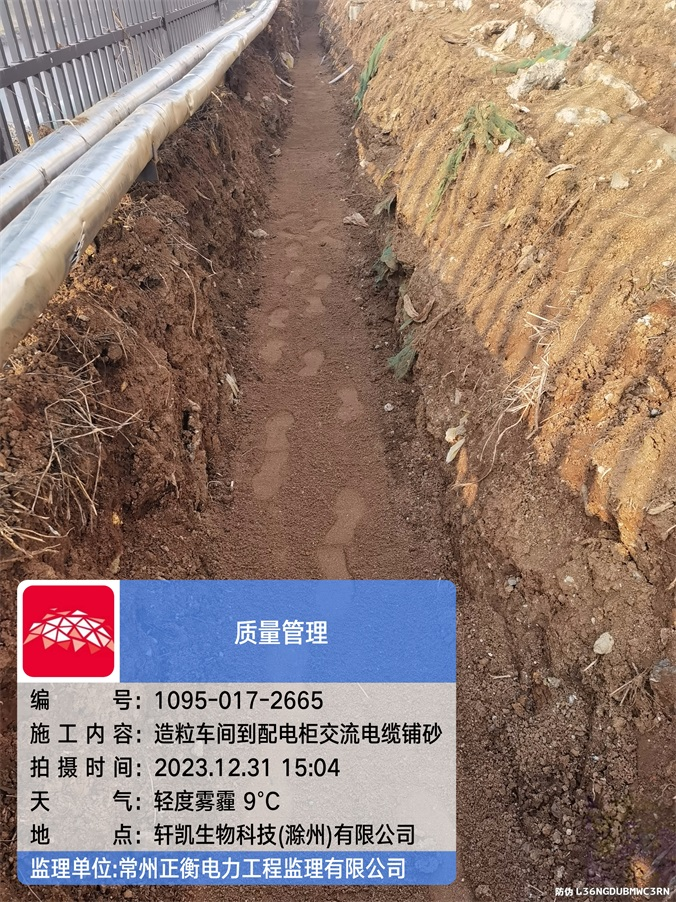 质量管理
编号：1095-017-2665
施工内容：造粒车间到配电柜交流电缆铺砂
拍摄时间：2023.12.31 15:04
天气：轻度雾霾 9℃
地点：轩凯生物科技(滁州)有限公司
监理单位:常州正衡电力工程监理有限公司
防伪 L36NGDUBMWC3RN